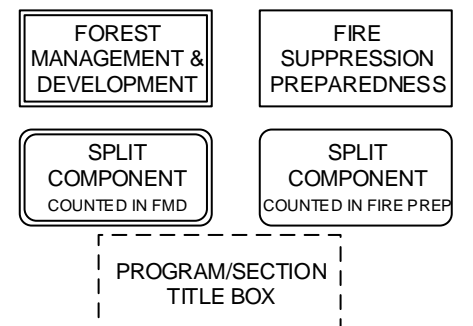 FOREST
MANAGEMENT &
DEVELOPMENT
FIRE
SUPPRESSION
PREPAREDNESS
SPLIT
COMPONENT
COUNTED IN FMD
SPLIT
COMPONENT
COUNTED IN FIRE PREP
PROGRAM/SECTION
TITLE BOX